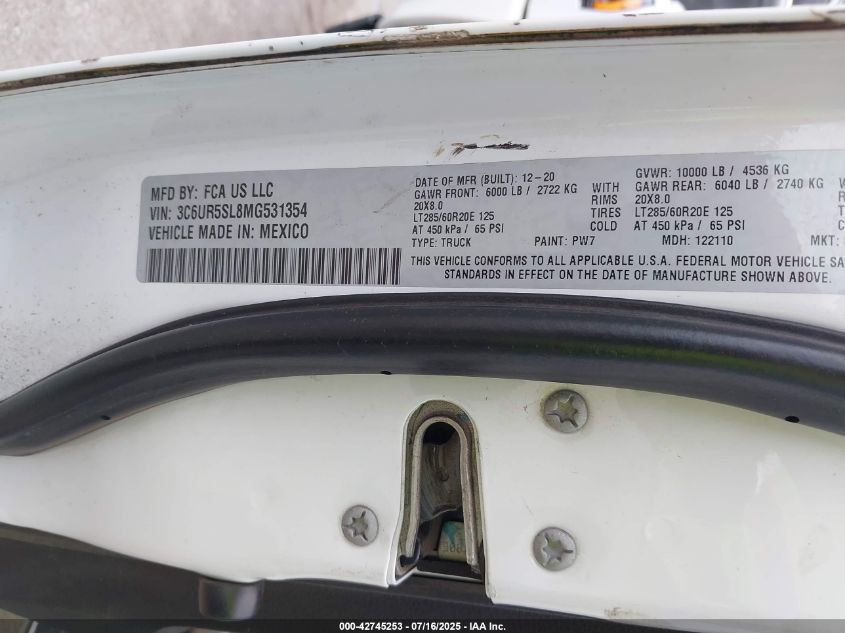 MFD BY: FCA US LLC
VIN: 3C6UR5SL8MG531354
VEHICLE MADE IN: MEXICO
DATE OF MFR (BUILT): 12-20 GVWR: 10000 LB / 4536 KG
GAWR FRONT: 6000 LB / 2722 KG WITH GAWR REAR: 6040 LB / 2740 KG
20X8.0 RIMS 20X8.0
LT285/60R20E 125 TIRES LT285/60R20E 125
AT 450 kPa / 65 PSI COLD AT 450 kPa / 65 PSI
TYPE: TRUCK PAINT: PW7 MDH: 122110 MKT:
THIS VEHICLE CONFORMS TO ALL APPLICABLE U.S.A. FEDERAL MOTOR VEHICLE SA
STANDARDS IN EFFECT ON THE DATE OF MANUFACTURE SHOWN ABOVE.
000-42745253 - 07/16/2025 - IAA Inc.